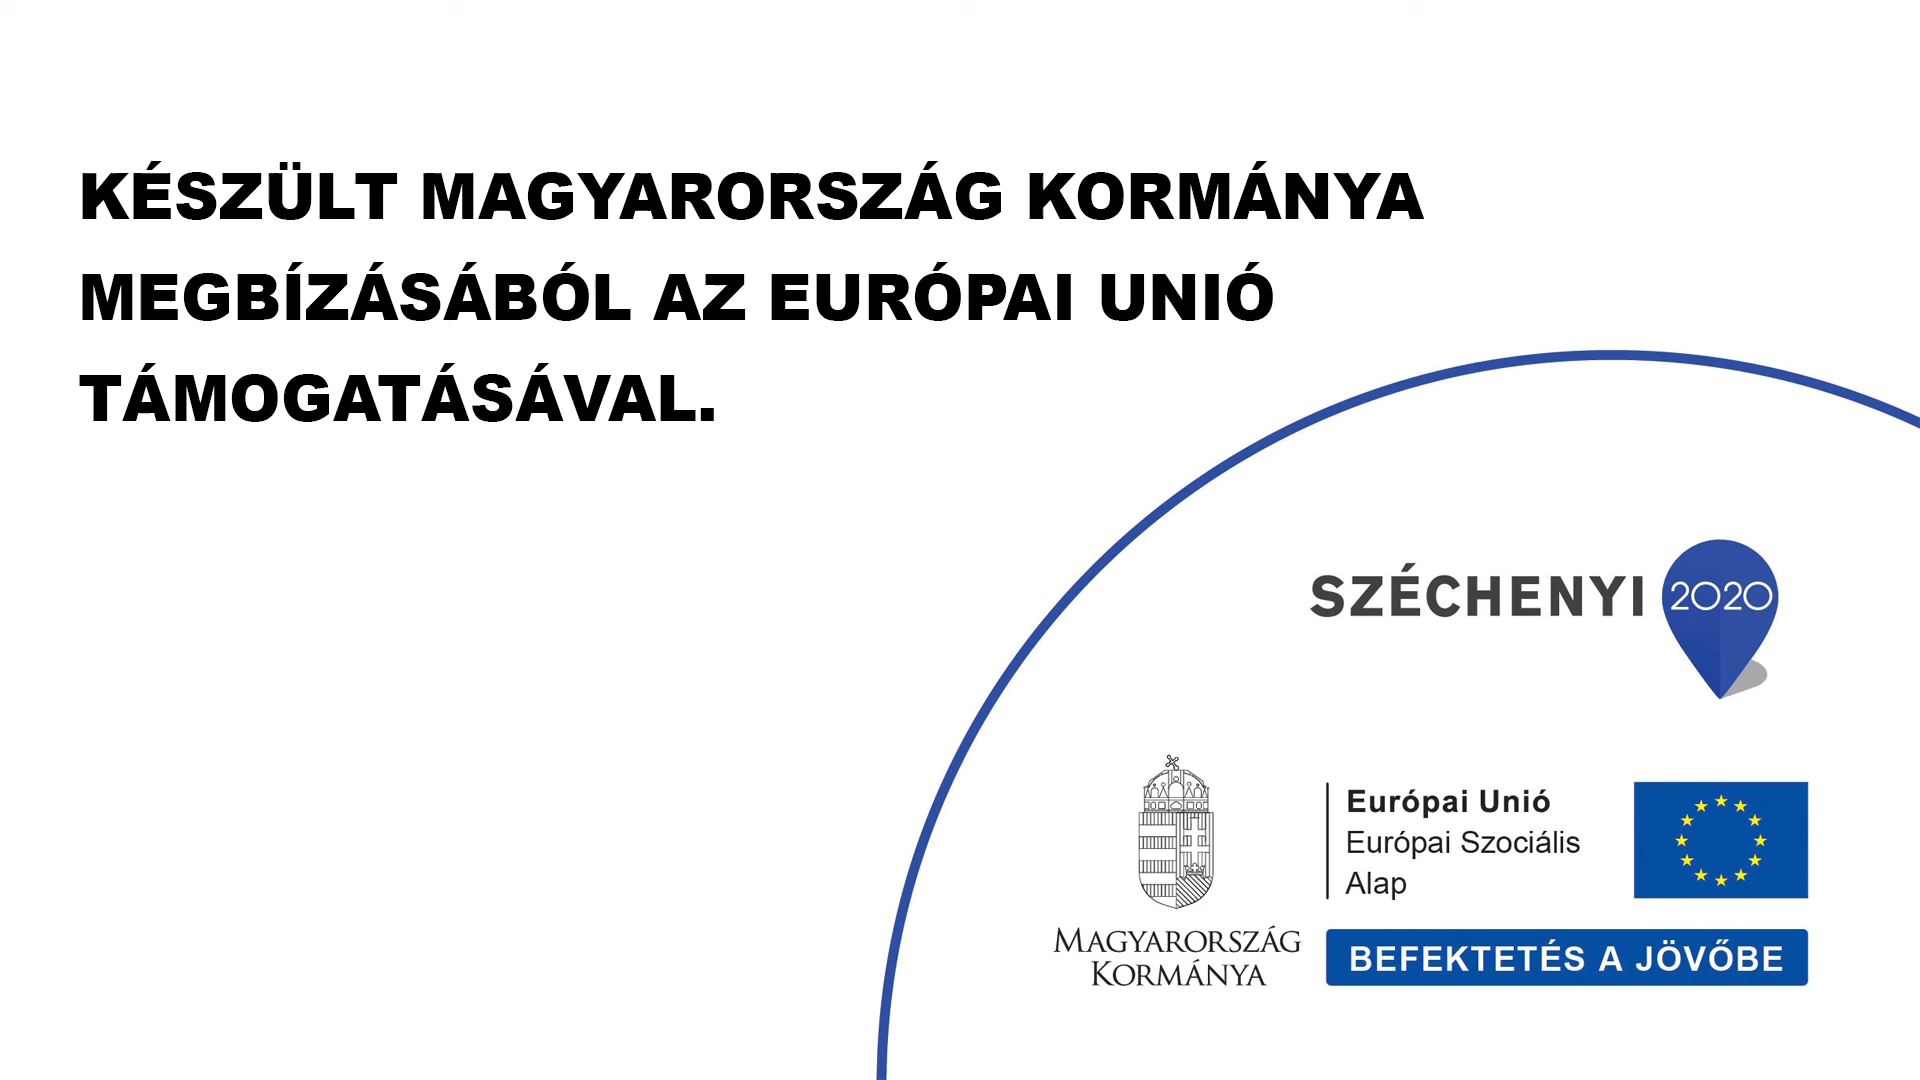 KÉSZÜLT MAGYARORSZÁG KORMÁNYA
MEGBÍZÁSÁBÓL AZ EURÓPAI UNIÓ
TÁMOGATÁSÁVAL.
SZÉCHENYI 2020
MAGYARORSZÁG
KORMÁNYA
Európai Unió
Európai Szociális
Alap
BEFEKTETÉS A JÖVŐBE